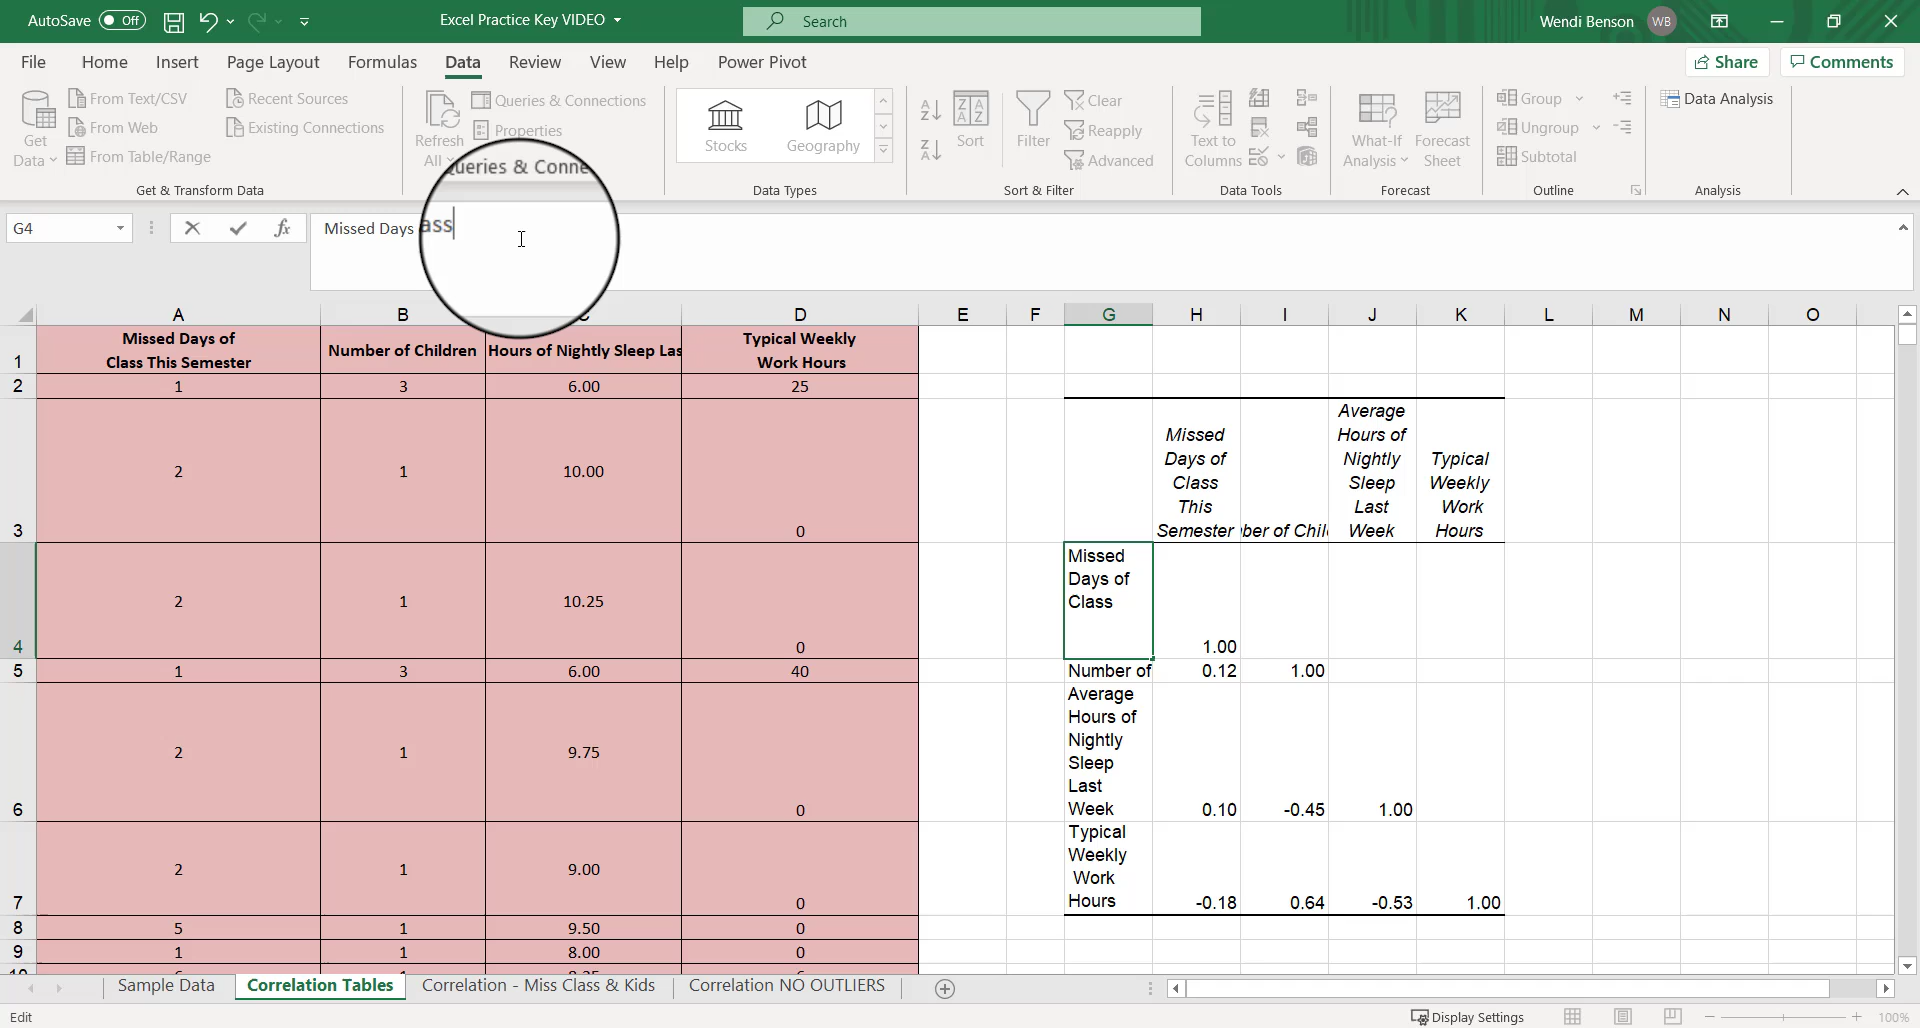 AutoSave Off
Excel Practice Key VIDEO
Search
Wendi Benson WB
File Home Insert Page Layout Formulas Data Review View Help Power Pivot
Share Comments
Get Data
From Text/CSV
From Web
From Table/Range
Recent Sources
Existing Connections
Get & Transform Data
Refresh All
Queries & Connections
Properties
Queries & Conne
Stocks
Geography
Data Types
Sort
Filter
Clear
Reapply
Advanced
Sort & Filter
Text to Columns
Data Tools
What-If Analysis
Forecast Sheet
Forecast
Group
Ungroup
Subtotal
Outline
Data Analysis
Analysis
G4
fx
Missed Days ass
A B C D E F G H I J K L M N O
1
Missed Days of
Class This Semester
Number of Children
Hours of Nightly Sleep Las
Typical Weekly
Work Hours
2 1 3 6.00 25
3 2 1 10.00 0
Missed
Days of
Class
This
Semester
ber of Chil
Average
Hours of
Nightly
Sleep
Last
Week
Typical
Weekly
Work
Hours
4 2 1 10.25 0
Missed
Days of
Class
1.00
5 1 3 6.00 40
Number of 0.12 1.00
6 2 1 9.75 0
Average
Hours of
Nightly
Sleep
Last
Week 0.10 -0.45 1.00
7 2 1 9.00 0
Typical
Weekly
Work
Hours -0.18 0.64 -0.53 1.00
8 5 1 9.50 0
9 1 1 8.00 0
Sample Data
Correlation Tables
Correlation - Miss Class & Kids
Correlation NO OUTLIERS
Edit
Display Settings
100%